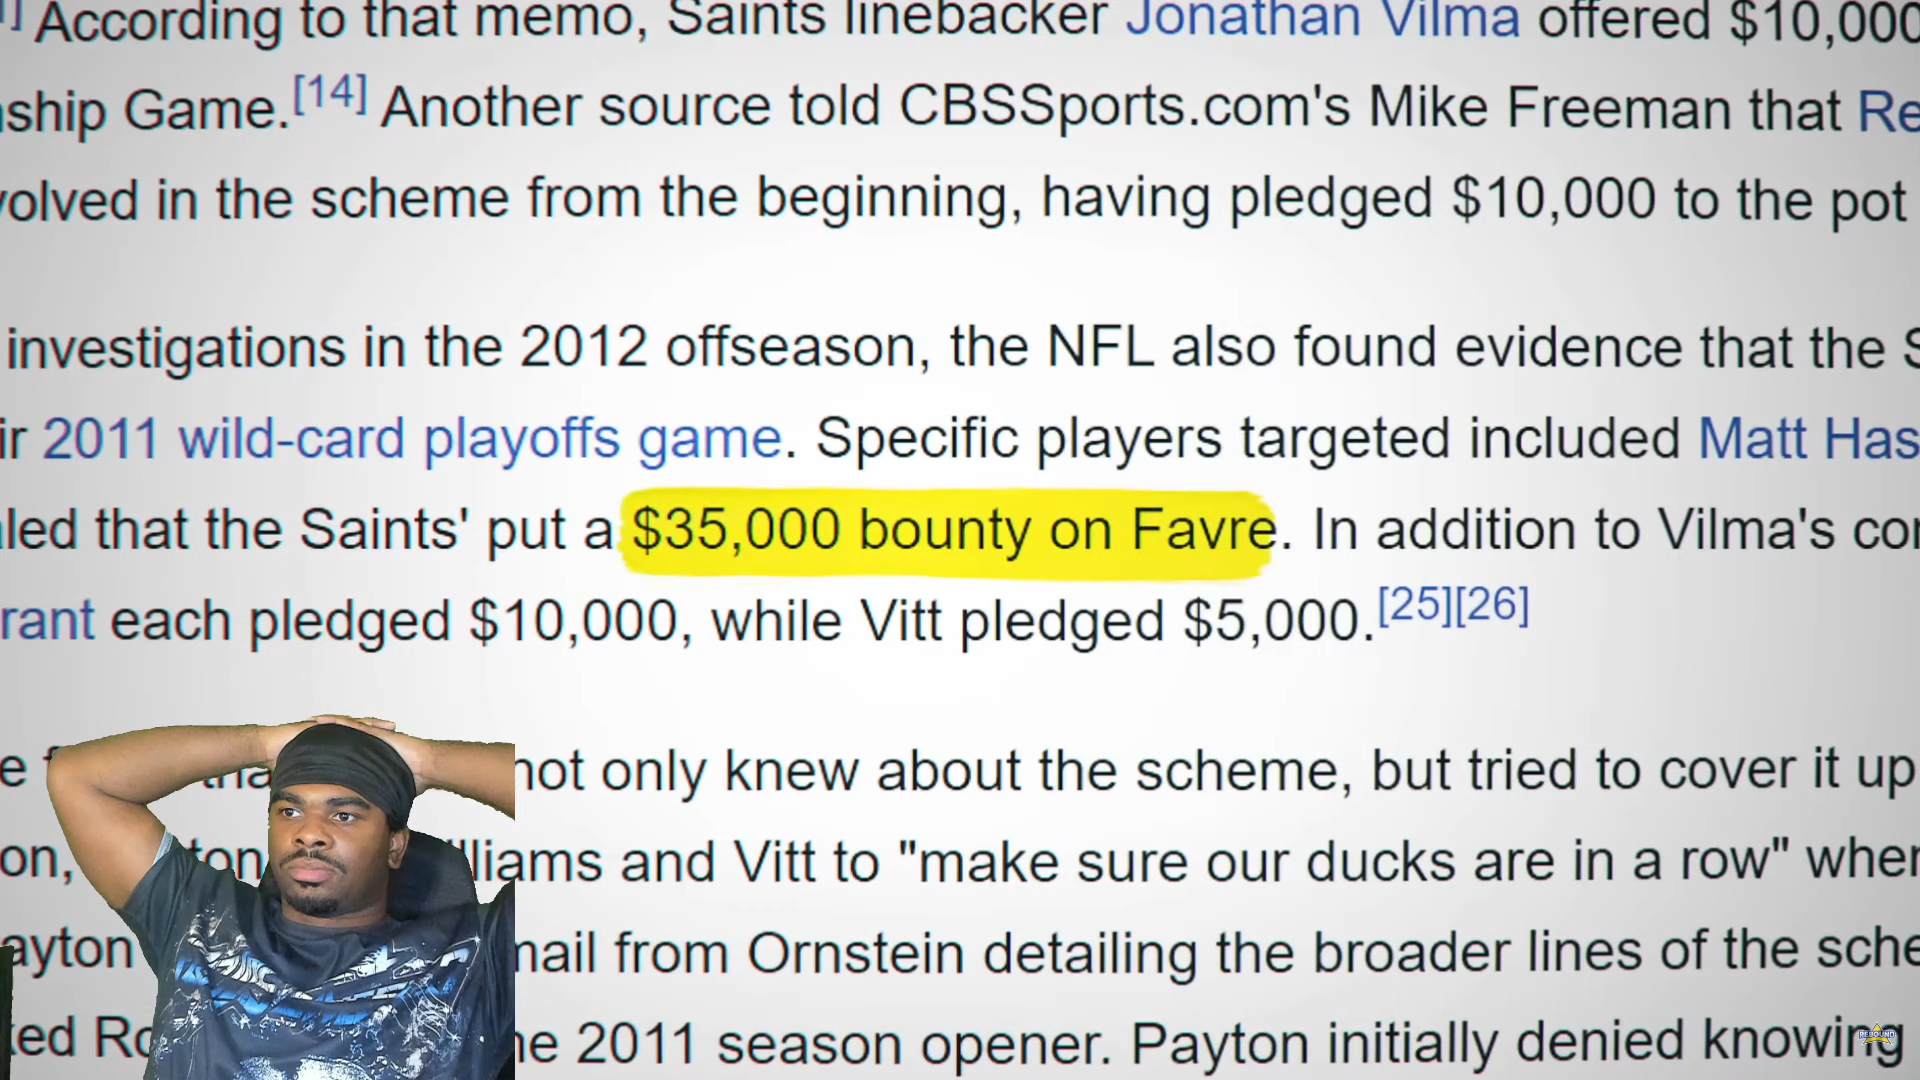 According to that memo, Saints linebacker Jonathan Vilma offered $10,000
ship Game.[14] Another source told CBSSports.com's Mike Freeman that Re
volved in the scheme from the beginning, having pledged $10,000 to the pot
investigations in the 2012 offseason, the NFL also found evidence that the S
ir 2011 wild-card playoffs game. Specific players targeted included Matt Has
led that the Saints' put a $35,000 bounty on Favre. In addition to Vilma's co
rant each pledged $10,000, while Vitt pledged $5,000.[25][26]
e not only knew about the scheme, but tried to cover it up
on, ton lliams and Vitt to "make sure our ducks are in a row" when
ayton mail from Ornstein detailing the broader lines of the sche
ked Ro he 2011 season opener. Payton initially denied knowing
REBOUND